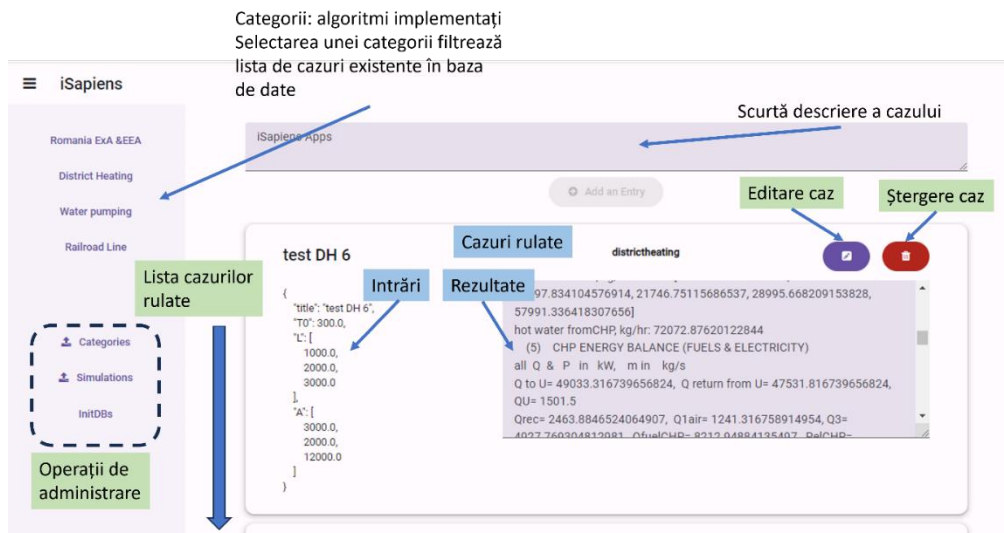 Categorii: algoritmi implementați
Selectarea unei categorii filtrează
lista de cazuri existente în baza
de date
iSapiens
Scurtă descriere a cazului
Romania ExA &EEA
iSapiens Apps
District Heating
Add an Entry
Editare caz
Ștergere caz
Water pumping
Railroad Line
test DH 6
Cazuri rulate
districtheating
Lista cazurilor
rulate
Intrări
Rezultate
{
"title": "test DH 6",
"T0": 300.0,
"L": [
1000.0,
2000.0,
3000.0
],
"A": [
3000.0,
2000.0,
12000.0
]
}
97.834104576914, 21746.75115686537, 28995.668209153828,
57991.336418307656]
hot water fromCHP, kg/hr: 72072.87620122844
(5) CHP ENERGY BALANCE (FUELS & ELECTRICITY)
all Q & P in kW, m in kg/s
Q to U= 49033.316739656824, Q return from U= 47531.816739656824,
QU= 1501.5
Qrec= 2463.8846524064907, Q1air= 1241.316758914954, Q3=
4927.769304812981, QfuelCHP= 8212.94884135497, PelCHP=
Categories
Simulations
InitDBs
Operații de
administrare